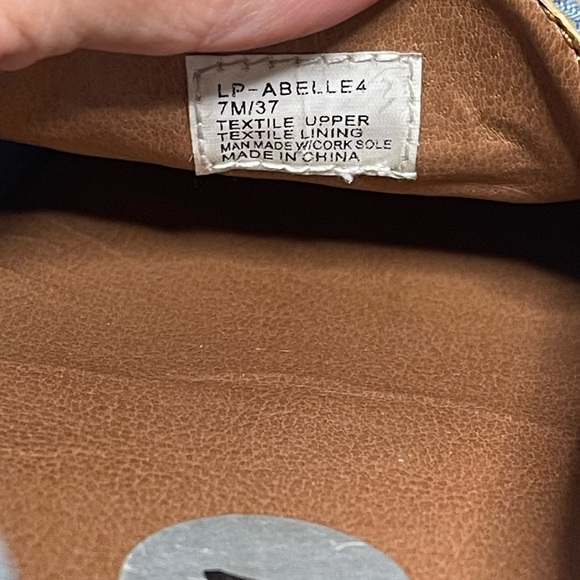 LP-ABELLE4
7M/37
TEXTILE UPPER
TEXTILE LINING
MAN MADE W/CORK SOLE
MADE IN CHINA